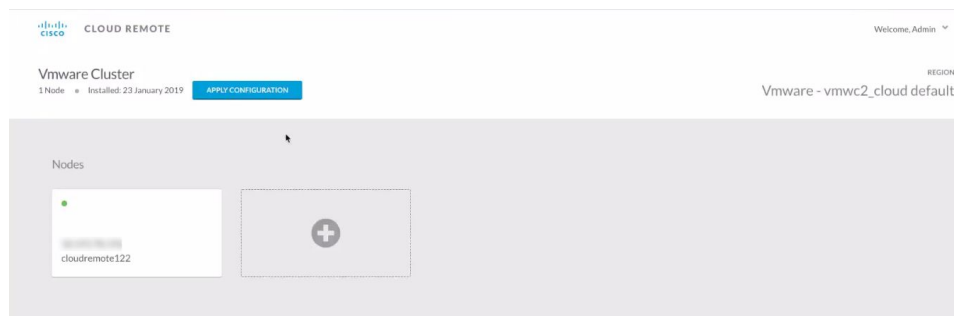 CISCO CLOUD REMOTE
Welcome, Admin
Vmware Cluster
1 Node Installed: 23 January 2019 APPLY CONFIGURATION
REGION
Vmware - vmwc2_cloud default
Nodes
cloudremote122